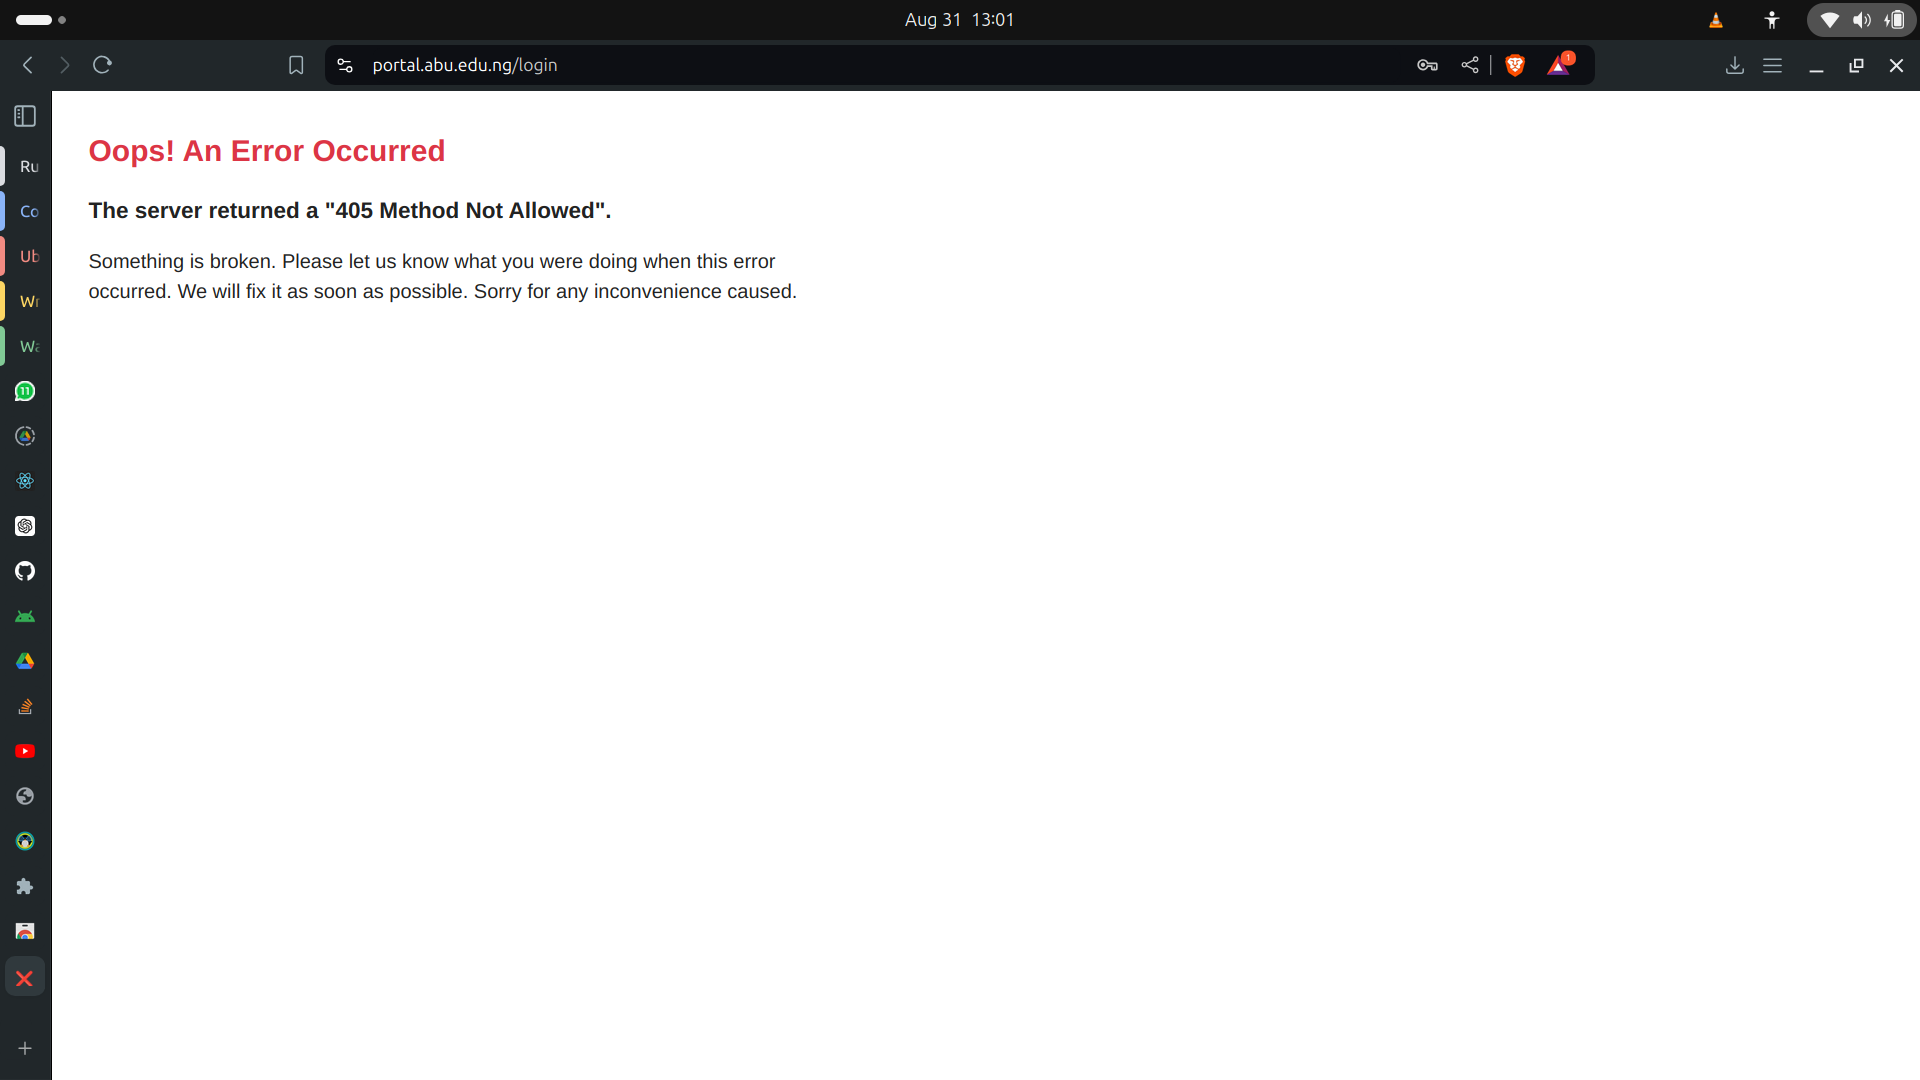 Aug 31 13:01
portal.abu.edu.ng/login
1
Oops! An Error Occurred
The server returned a "405 Method Not Allowed".
Something is broken. Please let us know what you were doing when this error
occurred. We will fix it as soon as possible. Sorry for any inconvenience caused.
Ru
Co
Ub
Wr
Wa
11